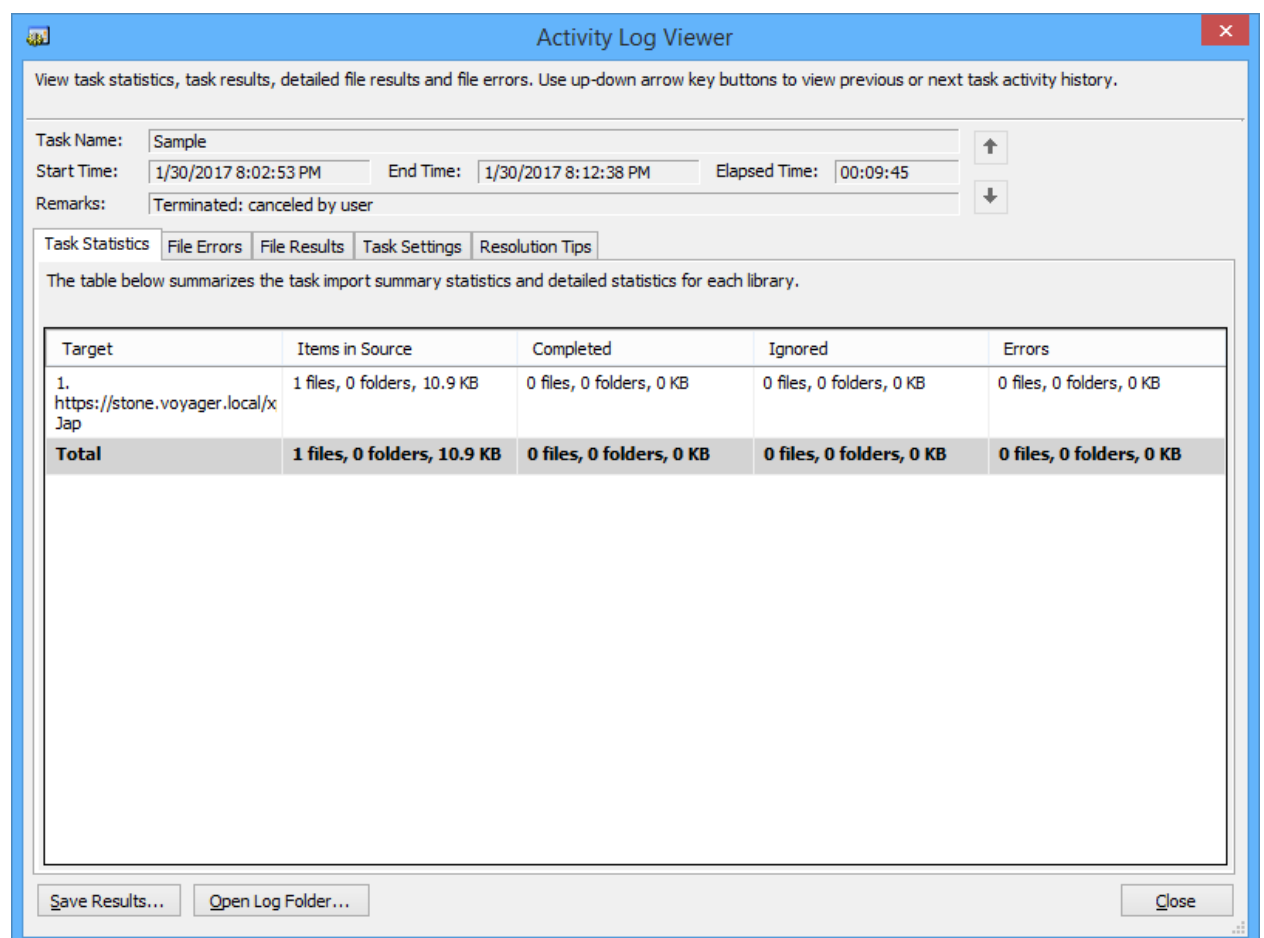 Activity Log Viewer
View task statistics, task results, detailed file results and file errors. Use up-down arrow key buttons to view previous or next task activity history.
Task Name: Sample
Start Time: 1/30/2017 8:02:53 PM End Time: 1/30/2017 8:12:38 PM Elapsed Time: 00:09:45
Remarks: Terminated: canceled by user
Task Statistics File Errors File Results Task Settings Resolution Tips
The table below summarizes the task import summary statistics and detailed statistics for each library.
Target Items in Source Completed Ignored Errors
1. 1 files, 0 folders, 10.9 KB 0 files, 0 folders, 0 KB 0 files, 0 folders, 0 KB 0 files, 0 folders, 0 KB
https://stone.voyager.local/x
Jap
Total 1 files, 0 folders, 10.9 KB 0 files, 0 folders, 0 KB 0 files, 0 folders, 0 KB 0 files, 0 folders, 0 KB
Save Results... Open Log Folder... Close